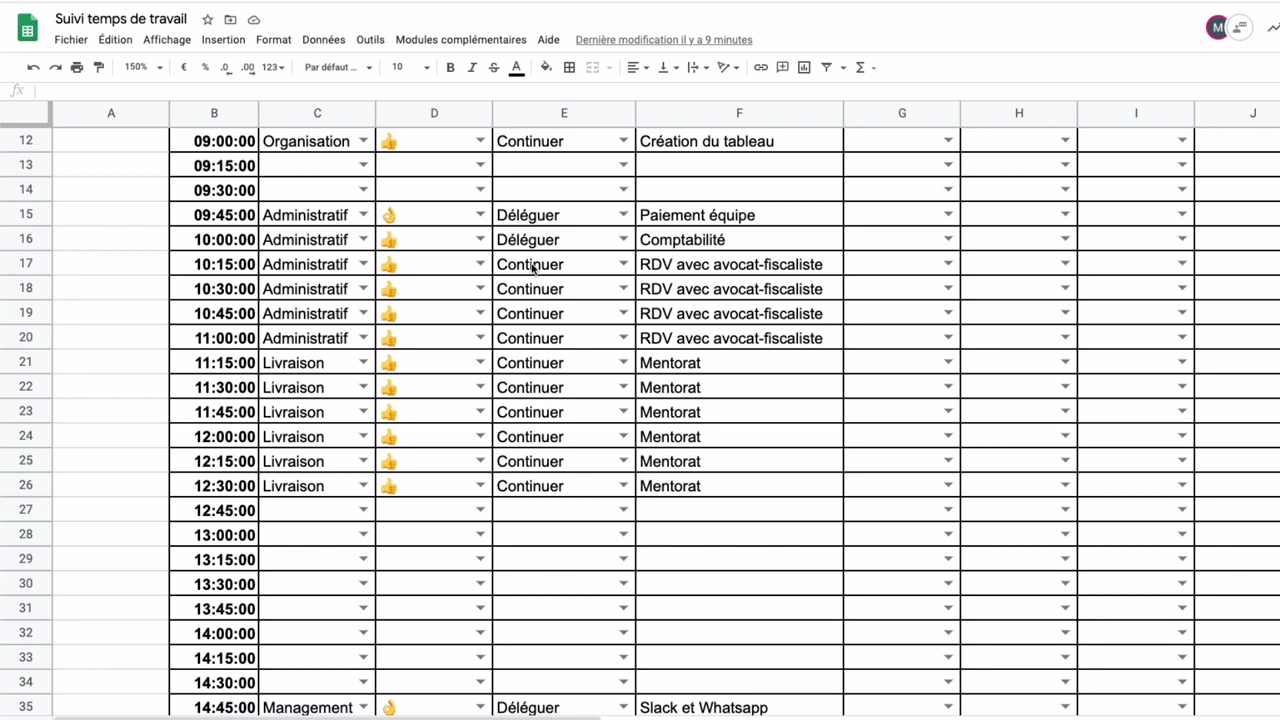 Suivi temps de travail
Fichier Édition Affichage Insertion Format Données Outils Modules complémentaires Aide Dernière modification il y a 9 minutes
M
150% € % .0 .00 123 Par défaut ... 10 B I S A Σ
fx
A B C D E F G H I J
12 09:00:00 Organisation 👍 Continuer Création du tableau
13 09:15:00
14 09:30:00
15 09:45:00 Administratif 👌 Déléguer Paiement équipe
16 10:00:00 Administratif 👍 Déléguer Comptabilité
17 10:15:00 Administratif 👍 Continuer RDV avec avocat-fiscaliste
18 10:30:00 Administratif 👍 Continuer RDV avec avocat-fiscaliste
19 10:45:00 Administratif 👍 Continuer RDV avec avocat-fiscaliste
20 11:00:00 Administratif 👍 Continuer RDV avec avocat-fiscaliste
21 11:15:00 Livraison 👍 Continuer Mentorat
22 11:30:00 Livraison 👍 Continuer Mentorat
23 11:45:00 Livraison 👍 Continuer Mentorat
24 12:00:00 Livraison 👍 Continuer Mentorat
25 12:15:00 Livraison 👍 Continuer Mentorat
26 12:30:00 Livraison 👍 Continuer Mentorat
27 12:45:00
28 13:00:00
29 13:15:00
30 13:30:00
31 13:45:00
32 14:00:00
33 14:15:00
34 14:30:00
35 14:45:00 Management 👌 Déléguer Slack et Whatsapp